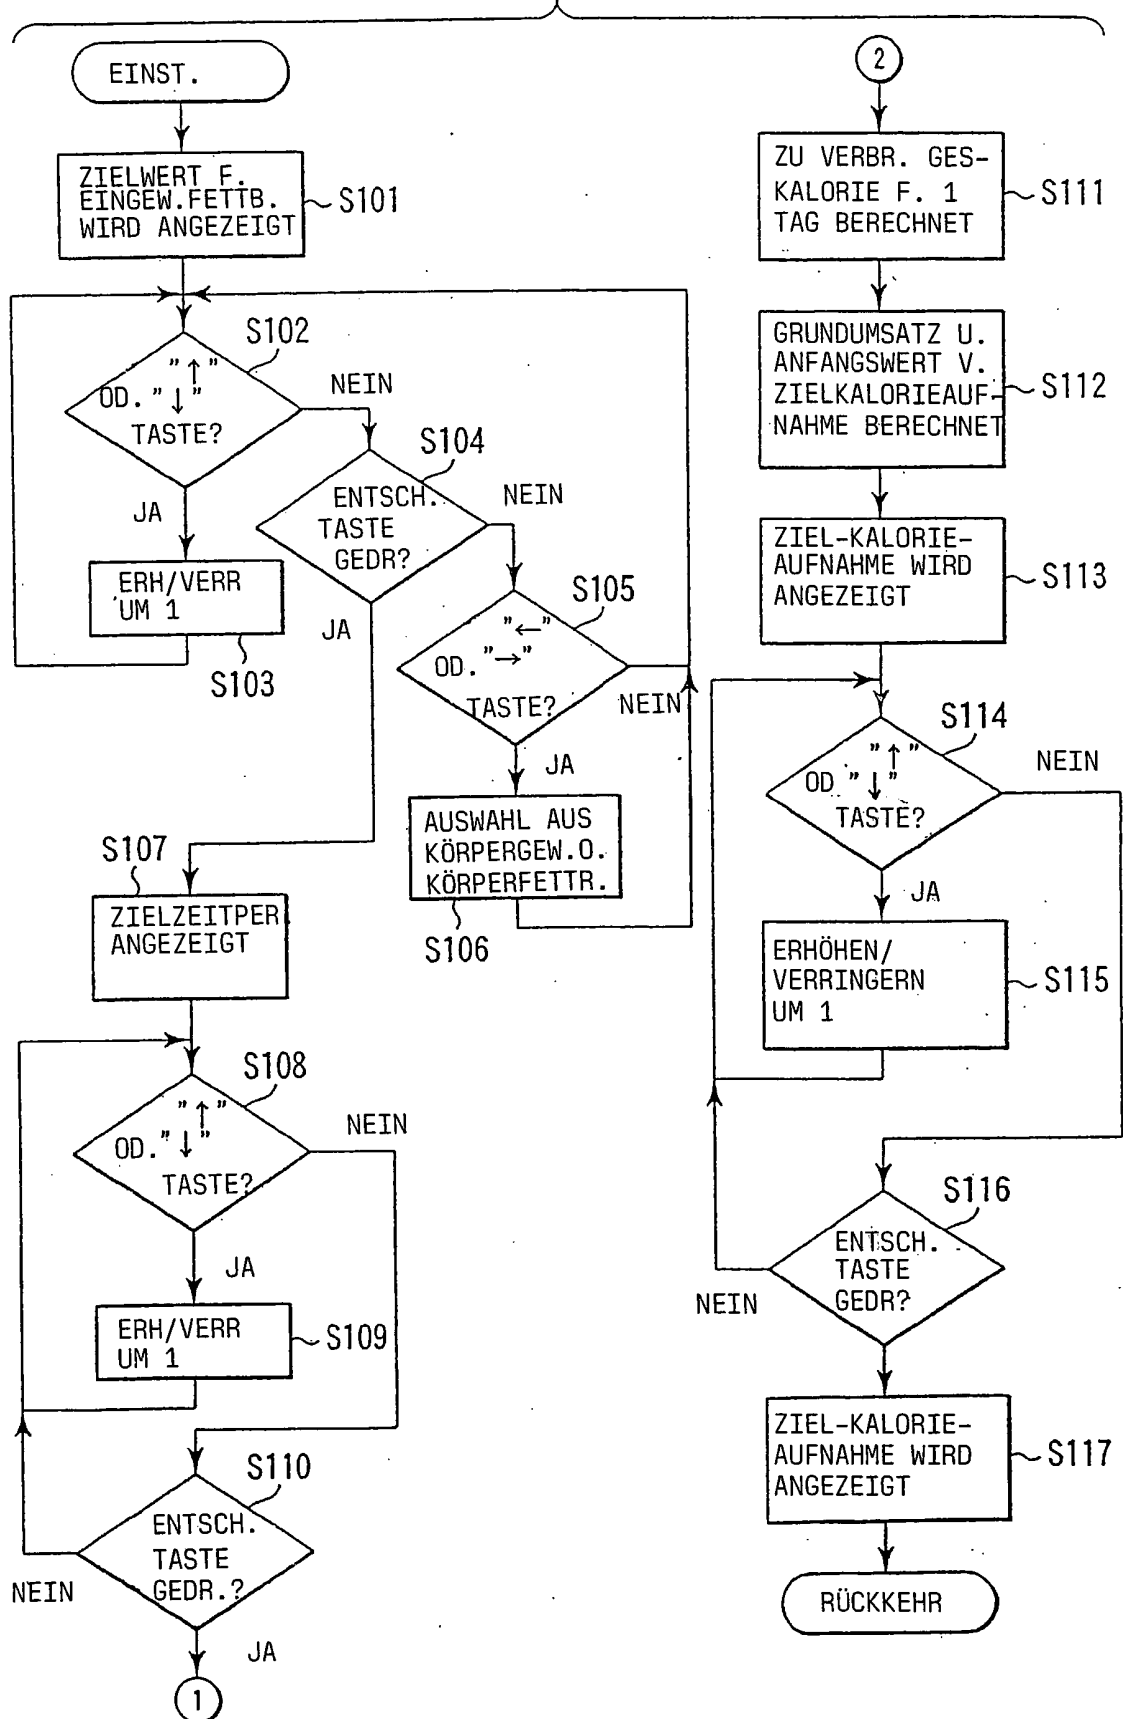 EINST.
ZIELWERT F.
EINGEW.FETTB.
WIRD ANGEZEIGT
S101
S102
"↑"
OD. "↓"
TASTE?
NEIN
JA
ERH/VERR
UM 1
S103
S104
ENTSCH.
TASTE
GEDR?
NEIN
JA
S105
"←"
OD. "→"
TASTE?
NEIN
JA
AUSWAHL AUS
KÖRPERGEW.O.
KÖRPERFETTR.
S106
S107
ZIELZEITPER
ANGEZEIGT
S108
"↑"
OD. "↓"
TASTE?
NEIN
JA
ERH/VERR
UM 1
S109
S110
ENTSCH.
TASTE
GEDR.?
NEIN
JA
1
2
ZU VERBR. GES-
KALORIE F. 1
TAG BERECHNET
S111
GRUNDUMSATZ U.
ANFANGSWERT V.
ZIELKALORIEAUF-
NAHME BERECHNET
S112
ZIEL-KALORIE-
AUFNAHME WIRD
ANGEZEIGT
S113
S114
"↑"
OD "↓"
TASTE?
NEIN
JA
ERHÖHEN/
VERRINGERN
UM 1
S115
S116
ENTSCH.
TASTE
GEDR?
NEIN
ZIEL-KALORIE-
AUFNAHME WIRD
ANGEZEIGT
S117
RÜCKKEHR